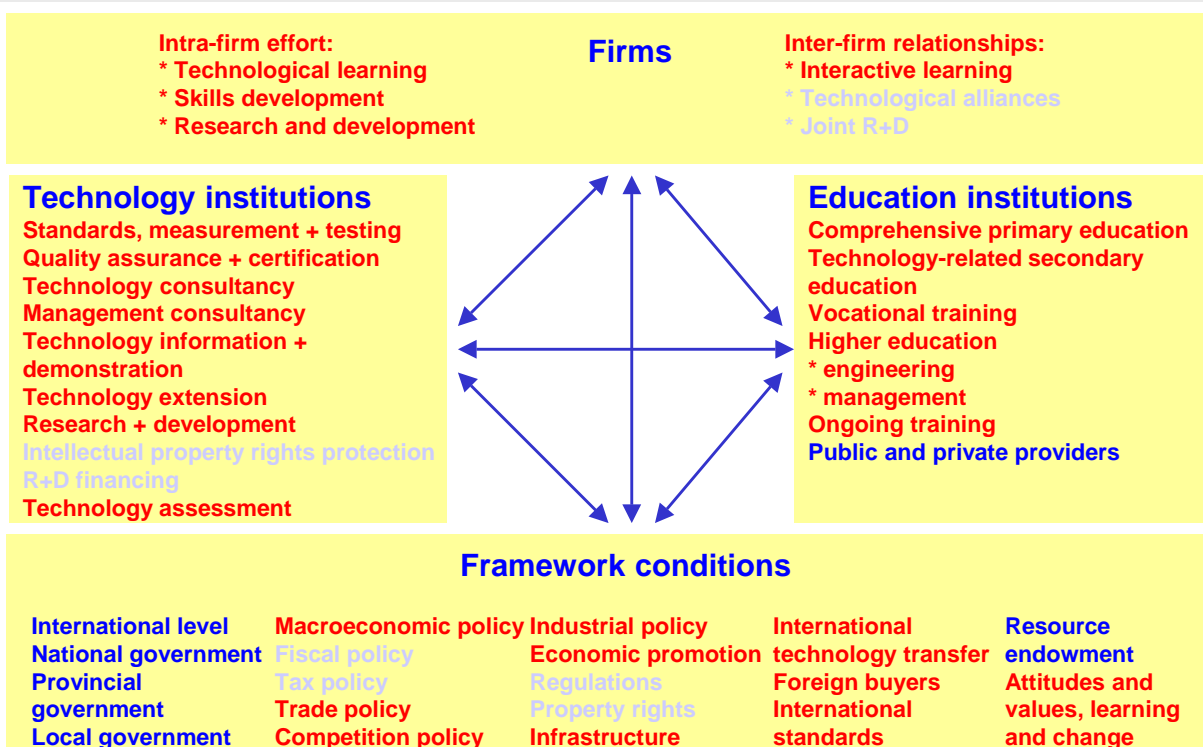 Firms
Intra-firm effort:
* Technological learning
* Skills development
* Research and development
Inter-firm relationships:
* Interactive learning
* Technological alliances
* Joint R+D
Technology institutions
Standards, measurement + testing
Quality assurance + certification
Technology consultancy
Management consultancy
Technology information +
demonstration
Technology extension
Research + development
Intellectual property rights protection
R+D financing
Technology assessment
Education institutions
Comprehensive primary education
Technology-related secondary
education
Vocational training
Higher education
* engineering
* management
Ongoing training
Public and private providers
Framework conditions
International level
National government
Provincial
government
Local government
Macroeconomic policy
Fiscal policy
Tax policy
Trade policy
Competition policy
Industrial policy
Economic promotion
Regulations
Property rights
Infrastructure
International
technology transfer
Foreign buyers
International
standards
Resource
endowment
Attitudes and
values, learning
and change